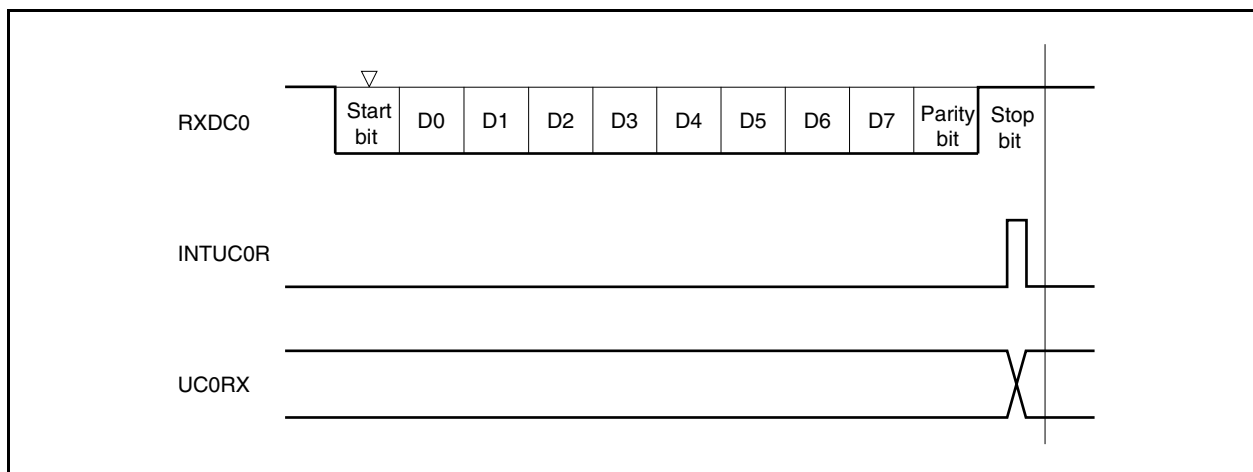 RXDC0
Start bit
D0
D1
D2
D3
D4
D5
D6
D7
Parity bit
Stop bit
INTUC0R
UC0RX